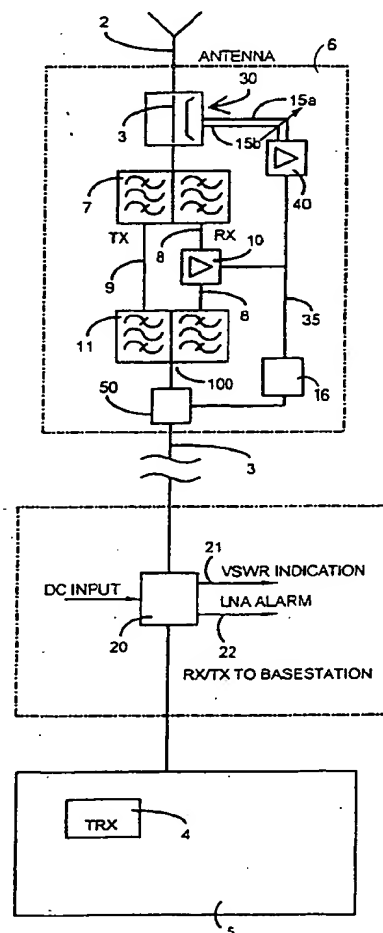 2
ANTENNA
6
3
30
15a
15b
40
7
TX
RX
8
10
9
8
35
11
100
50
16
3
21
VSWR INDICATION
DC INPUT
LNA ALARM
20
22
RX/TX TO BASESTATION
TRX
4
5